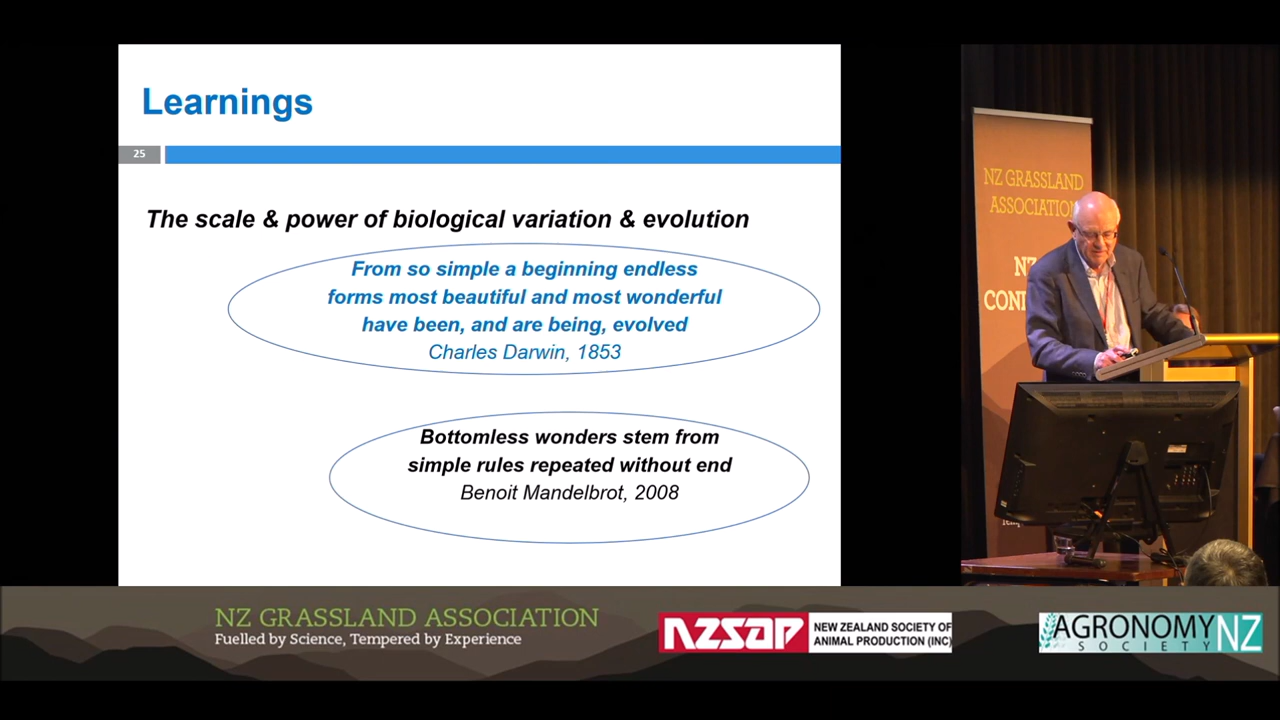 Learnings
25
The scale & power of biological variation & evolution
From so simple a beginning endless
forms most beautiful and most wonderful
have been, and are being, evolved
Charles Darwin, 1853
Bottomless wonders stem from
simple rules repeated without end
Benoit Mandelbrot, 2008
NZ GRASSLAND
ASSOCIATION
NZ
CON
NZ GRASSLAND ASSOCIATION
Fuelled by Science, Tempered by Experience
NZSAP
NEW ZEALAND SOCIETY OF
ANIMAL PRODUCTION (INC)
AGRONOMY
SOCIETY
NZ